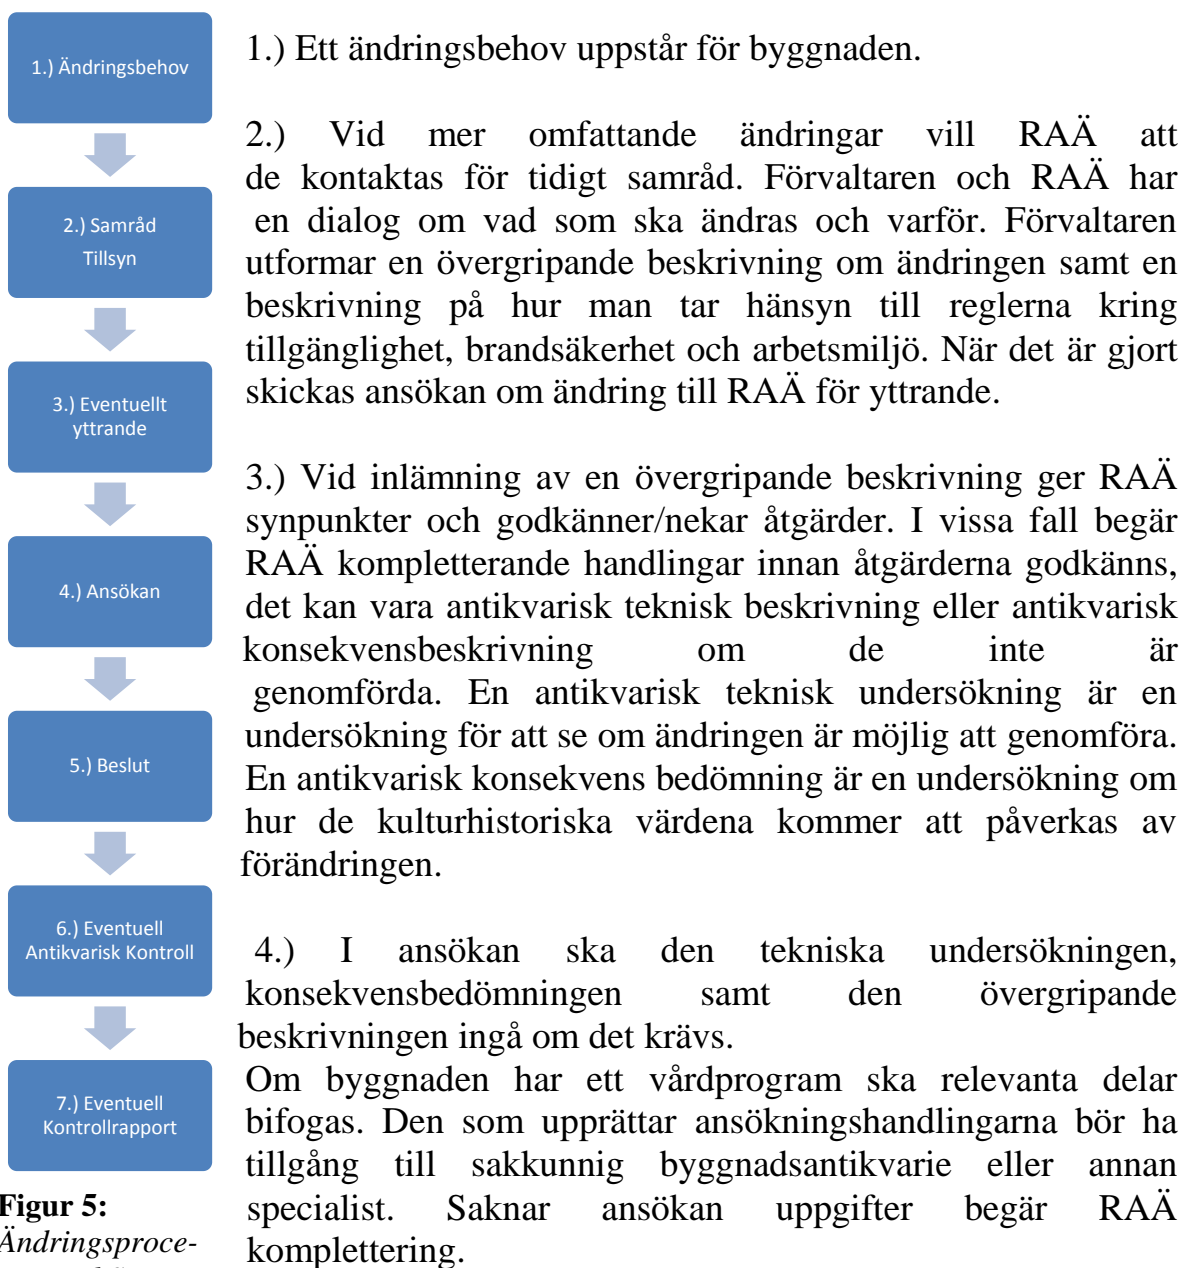 1.) Ändringsbehov
2.) Samråd
Tillsyn
3.) Eventuellt
yttrande
4.) Ansökan
5.) Beslut
6.) Eventuell
Antikvarisk Kontroll
7.) Eventuell
Kontrollrapport
Figur 5:
Ändringsproce-
1.) Ett ändringsbehov uppstår för byggnaden.
2.) Vid mer omfattande ändringar vill RAÄ att
de kontaktas för tidigt samråd. Förvaltaren och RAÄ har
en dialog om vad som ska ändras och varför. Förvaltaren
utformar en övergripande beskrivning om ändringen samt en
beskrivning på hur man tar hänsyn till reglerna kring
tillgänglighet, brandsäkerhet och arbetsmiljö. När det är gjort
skickas ansökan om ändring till RAÄ för yttrande.
3.) Vid inlämning av en övergripande beskrivning ger RAÄ
synpunkter och godkänner/nekar åtgärder. I vissa fall begär
RAÄ kompletterande handlingar innan åtgärderna godkänns,
det kan vara antikvarisk teknisk beskrivning eller antikvarisk
konsekvensbeskrivning om de inte är
genomförda. En antikvarisk teknisk undersökning är en
undersökning för att se om ändringen är möjlig att genomföra.
En antikvarisk konsekvens bedömning är en undersökning om
hur de kulturhistoriska värdena kommer att påverkas av
förändringen.
4.) I ansökan ska den tekniska undersökningen,
konsekvensbedömningen samt den övergripande
beskrivningen ingå om det krävs.
Om byggnaden har ett vårdprogram ska relevanta delar
bifogas. Den som upprättar ansökningshandlingarna bör ha
tillgång till sakkunnig byggnadsantikvarie eller annan
specialist. Saknar ansökan uppgifter begär RAÄ
komplettering.